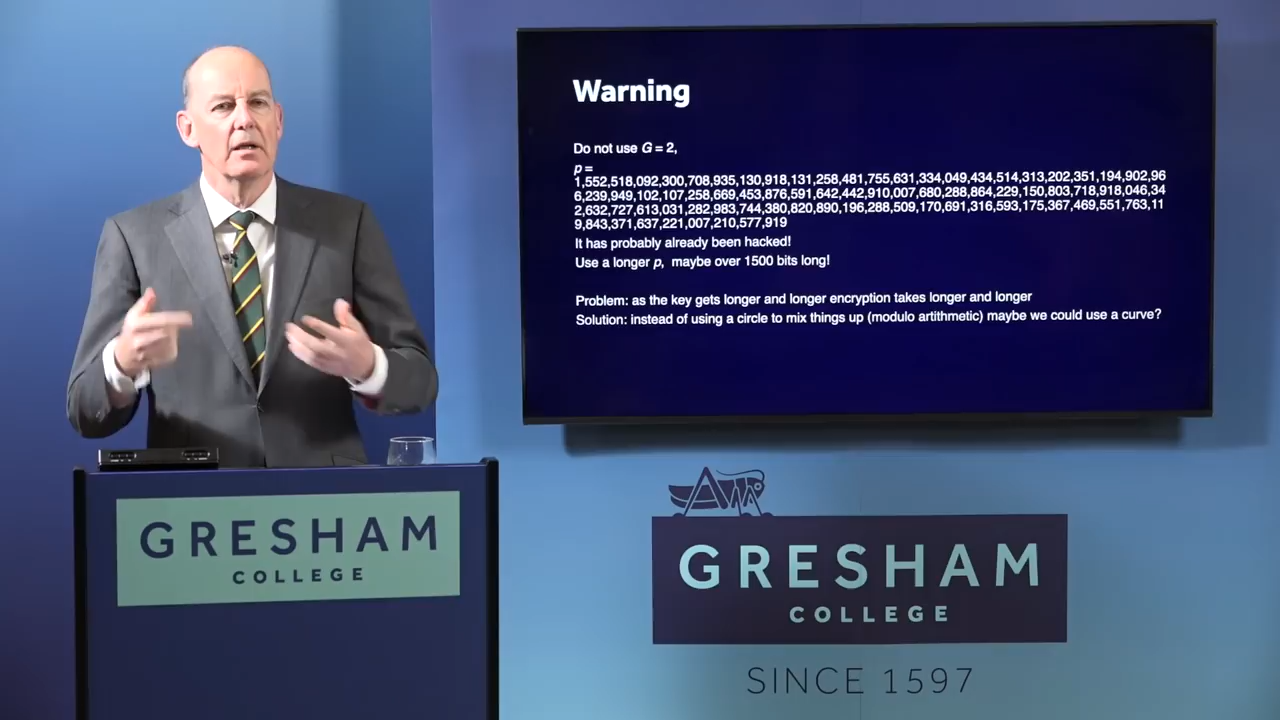 Warning
Do not use G = 2,
p =
1,552,518,092,300,708,935,130,918,131,258,481,755,631,334,049,434,514,313,202,351,194,902,96
6,239,949,102,107,258,669,453,876,591,642,442,910,007,680,288,864,229,150,803,718,918,046,34
2,632,727,613,031,282,983,744,380,820,890,196,288,509,170,691,316,593,175,367,469,551,763,11
9,843,371,637,221,007,210,577,919
It has probably already been hacked!
Use a longer p, maybe over 1500 bits long!
Problem: as the key gets longer and longer encryption takes longer and longer
Solution: instead of using a circle to mix things up (modulo artithmetic) maybe we could use a curve?
GRESHAM
COLLEGE
GRESHAM
COLLEGE
SINCE 1597